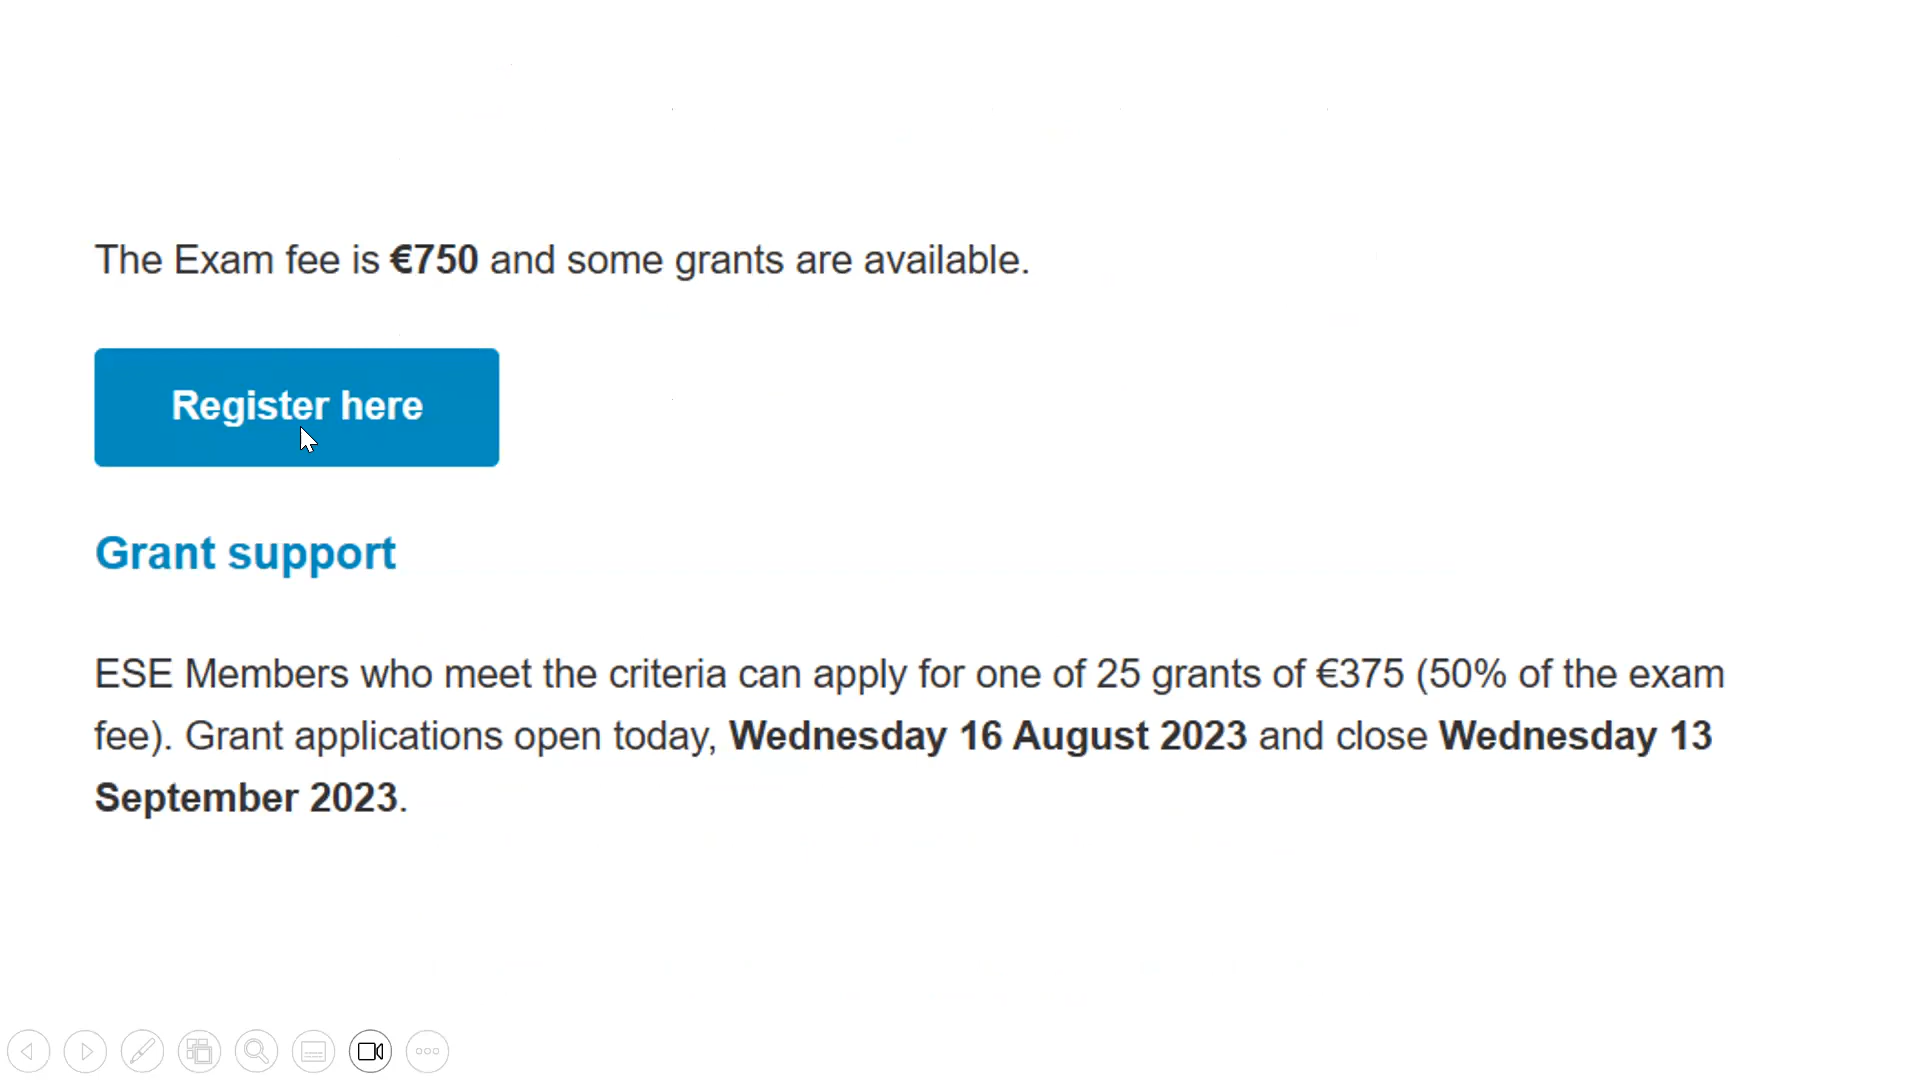 The Exam fee is €750 and some grants are available.
Register here
Grant support
ESE Members who meet the criteria can apply for one of 25 grants of €375 (50% of the exam
fee). Grant applications open today, Wednesday 16 August 2023 and close Wednesday 13
September 2023.